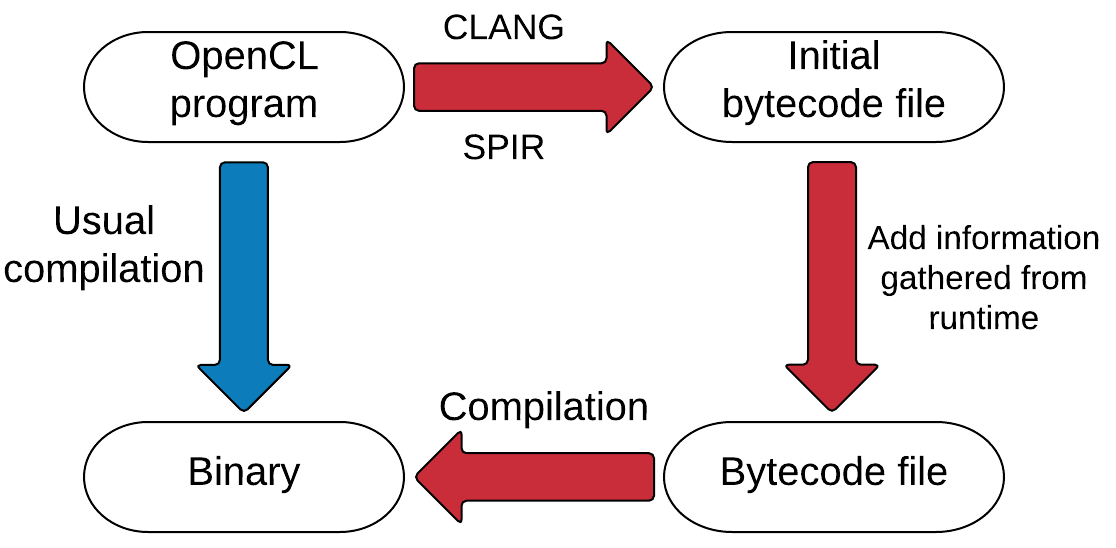 CLANG
OpenCL
program
Initial
bytecode file
SPIR
Usual
compilation
Add information
gathered from
runtime
Compilation
Binary
Bytecode file